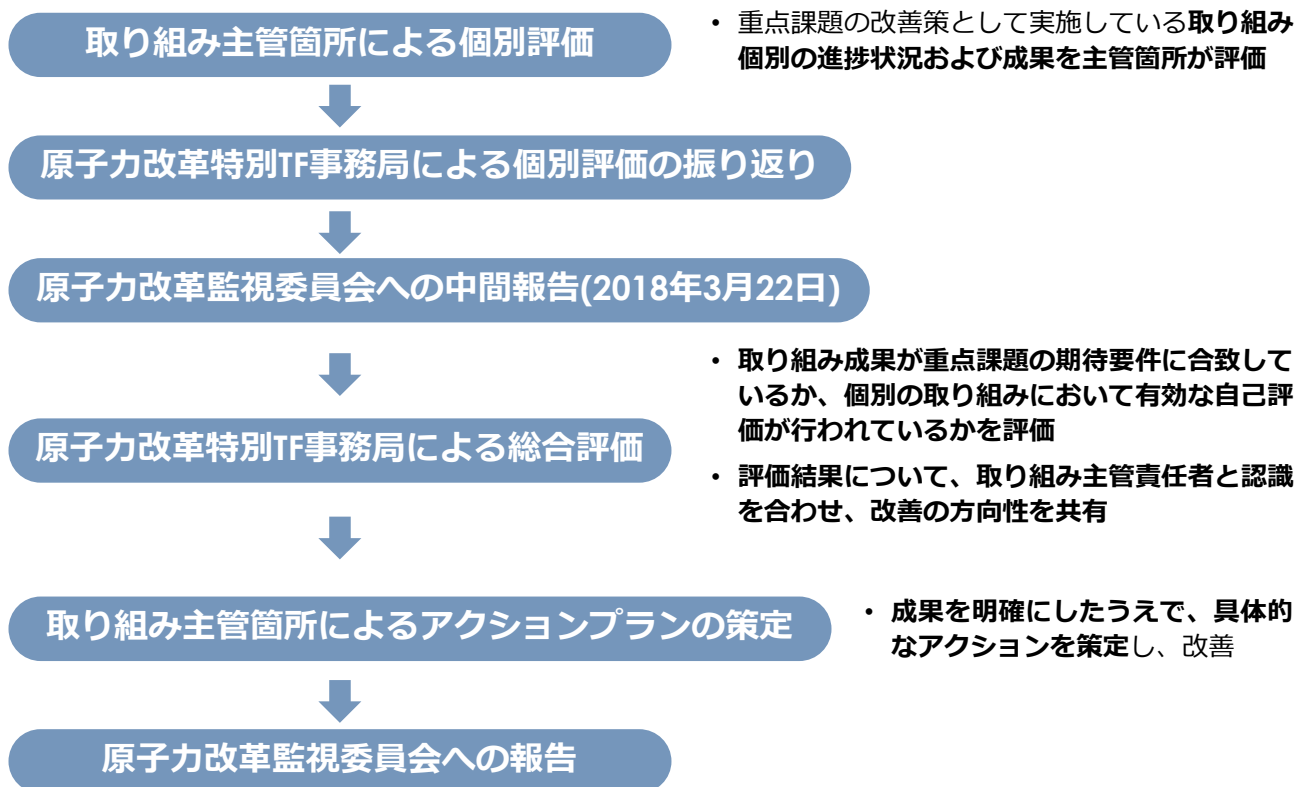 取り組み主管箇所による個別評価
• 重点課題の改善策として実施している取り組み
個別の進捗状況および成果を主管箇所が評価
原子力改革特別TF事務局による個別評価の振り返り
原子力改革監視委員会への中間報告(2018年3月22日)
• 取り組み成果が重点課題の期待要件に合致して
いるか、個別の取り組みにおいて有効な自己評
価が行われているかを評価
原子力改革特別TF事務局による総合評価
• 評価結果について、取り組み主管責任者と認識
を合わせ、改善の方向性を共有
取り組み主管箇所によるアクションプランの策定
• 成果を明確にしたうえで、具体的
なアクションを策定し、改善
原子力改革監視委員会への報告